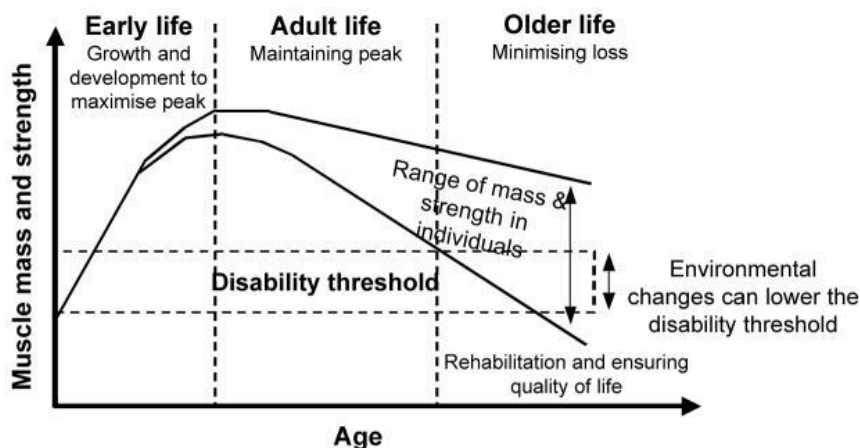 Early life
Growth and
development to
maximise peak
Adult life
Maintaining peak
Older life
Minimising loss
Muscle mass and strength
Range of mass &
strength in
individuals
Disability threshold
Environmental
changes can lower the
disability threshold
Rehabilitation and ensuring
quality of life
Age